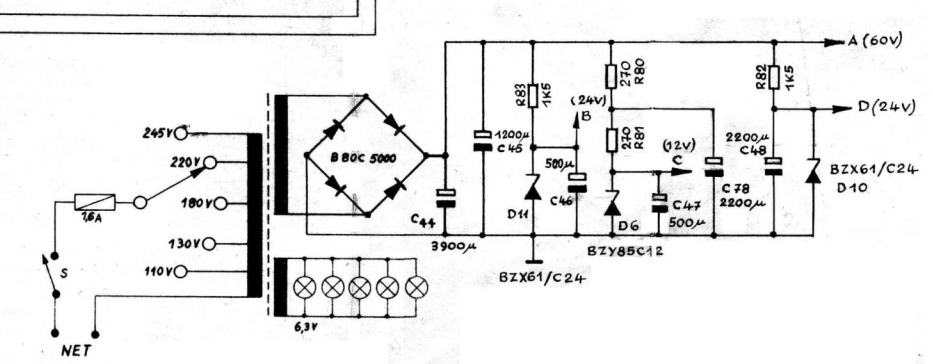 245V
220V
180V
130V
110V
1,6A
S
NET
B80C 5000
6,3V
C44
3900µ
1200µ
C45
R83
1K5
(24V)
B
500µ
C46
D11
BZX61/C24
270
R80
270
R81
(12V)
C
D6
BZY85C12
C47
500µ
C78
2200µ
R82
1K5
2200µ
C48
A (60V)
D (24V)
BZX61/C24
D10